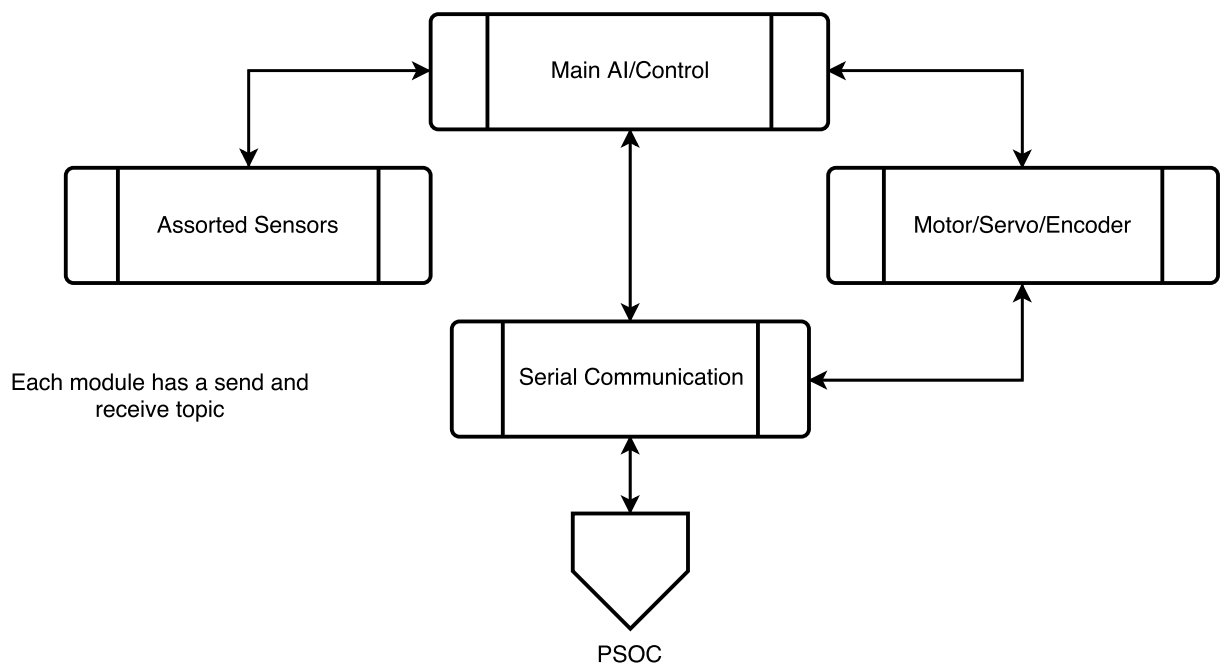 Main AI/Control
Assorted Sensors
Motor/Servo/Encoder
Serial Communication
Each module has a send and
receive topic
PSOC